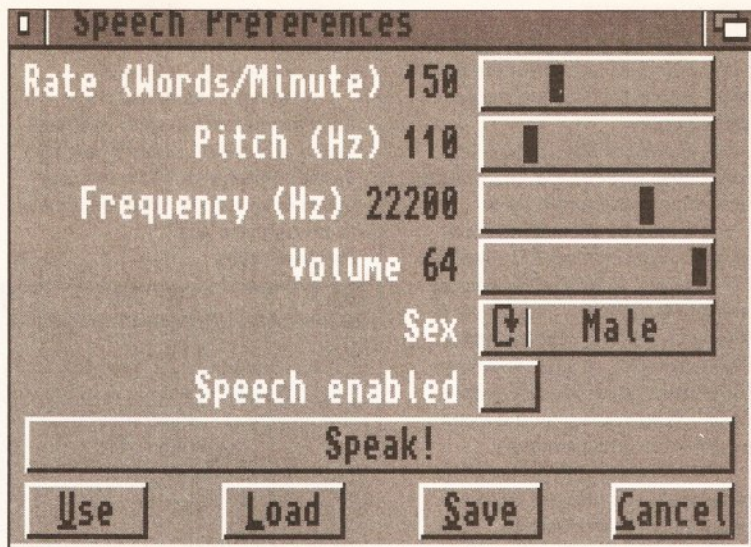 Speech Preferences
Rate (Words/Minute) 150
Pitch (Hz) 110
Frequency (Hz) 22200
Volume 64
Sex Male
Speech enabled
Speak!
Use Load Save Cancel